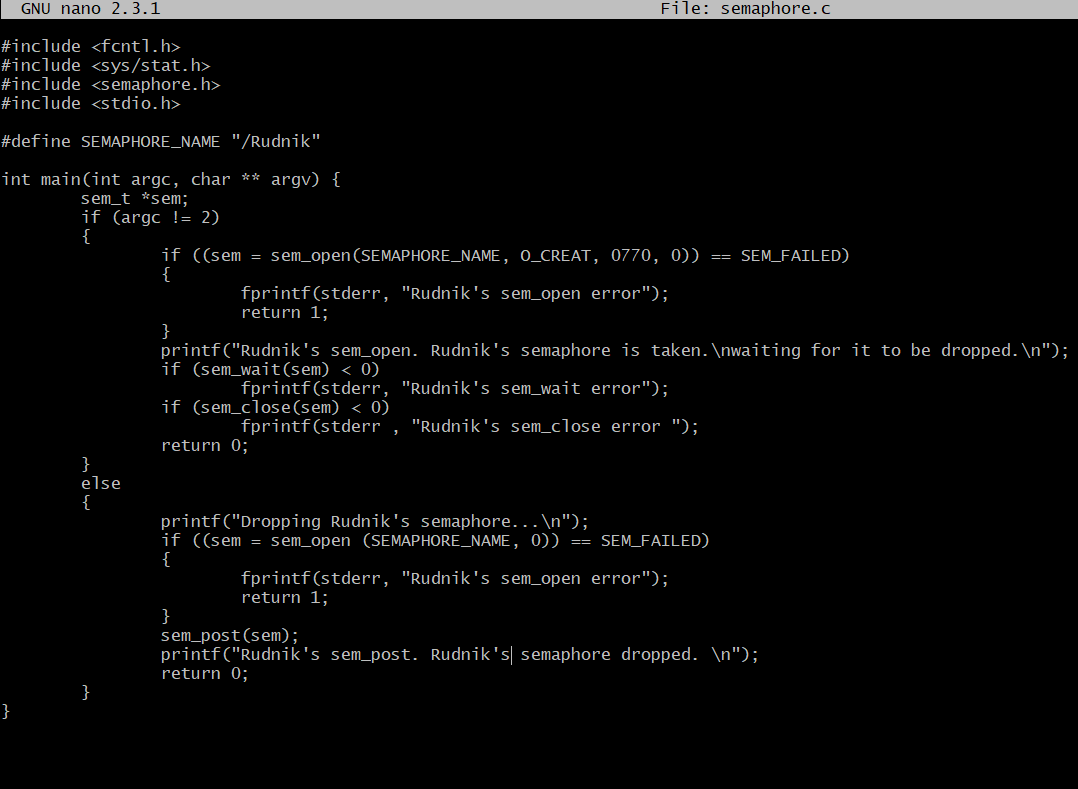 GNU nano 2.3.1 File: semaphore.c
#include <fcntl.h>
#include <sys/stat.h>
#include <semaphore.h>
#include <stdio.h>
#define SEMAPHORE_NAME "/Rudnik"
int main(int argc, char ** argv) {
sem_t *sem;
if (argc != 2)
{
if ((sem = sem_open(SEMAPHORE_NAME, O_CREAT, 0770, 0)) == SEM_FAILED)
{
fprintf(stderr, "Rudnik's sem_open error");
return 1;
}
printf("Rudnik's sem_open. Rudnik's semaphore is taken.\nwaiting for it to be dropped.\n");
if (sem_wait(sem) < 0)
fprintf(stderr, "Rudnik's sem_wait error");
if (sem_close(sem) < 0)
fprintf(stderr , "Rudnik's sem_close error ");
return 0;
}
else
{
printf("Dropping Rudnik's semaphore...\n");
if ((sem = sem_open (SEMAPHORE_NAME, 0)) == SEM_FAILED)
{
fprintf(stderr, "Rudnik's sem_open error");
return 1;
}
sem_post(sem);
printf("Rudnik's sem_post. Rudnik's semaphore dropped. \n");
return 0;
}
}